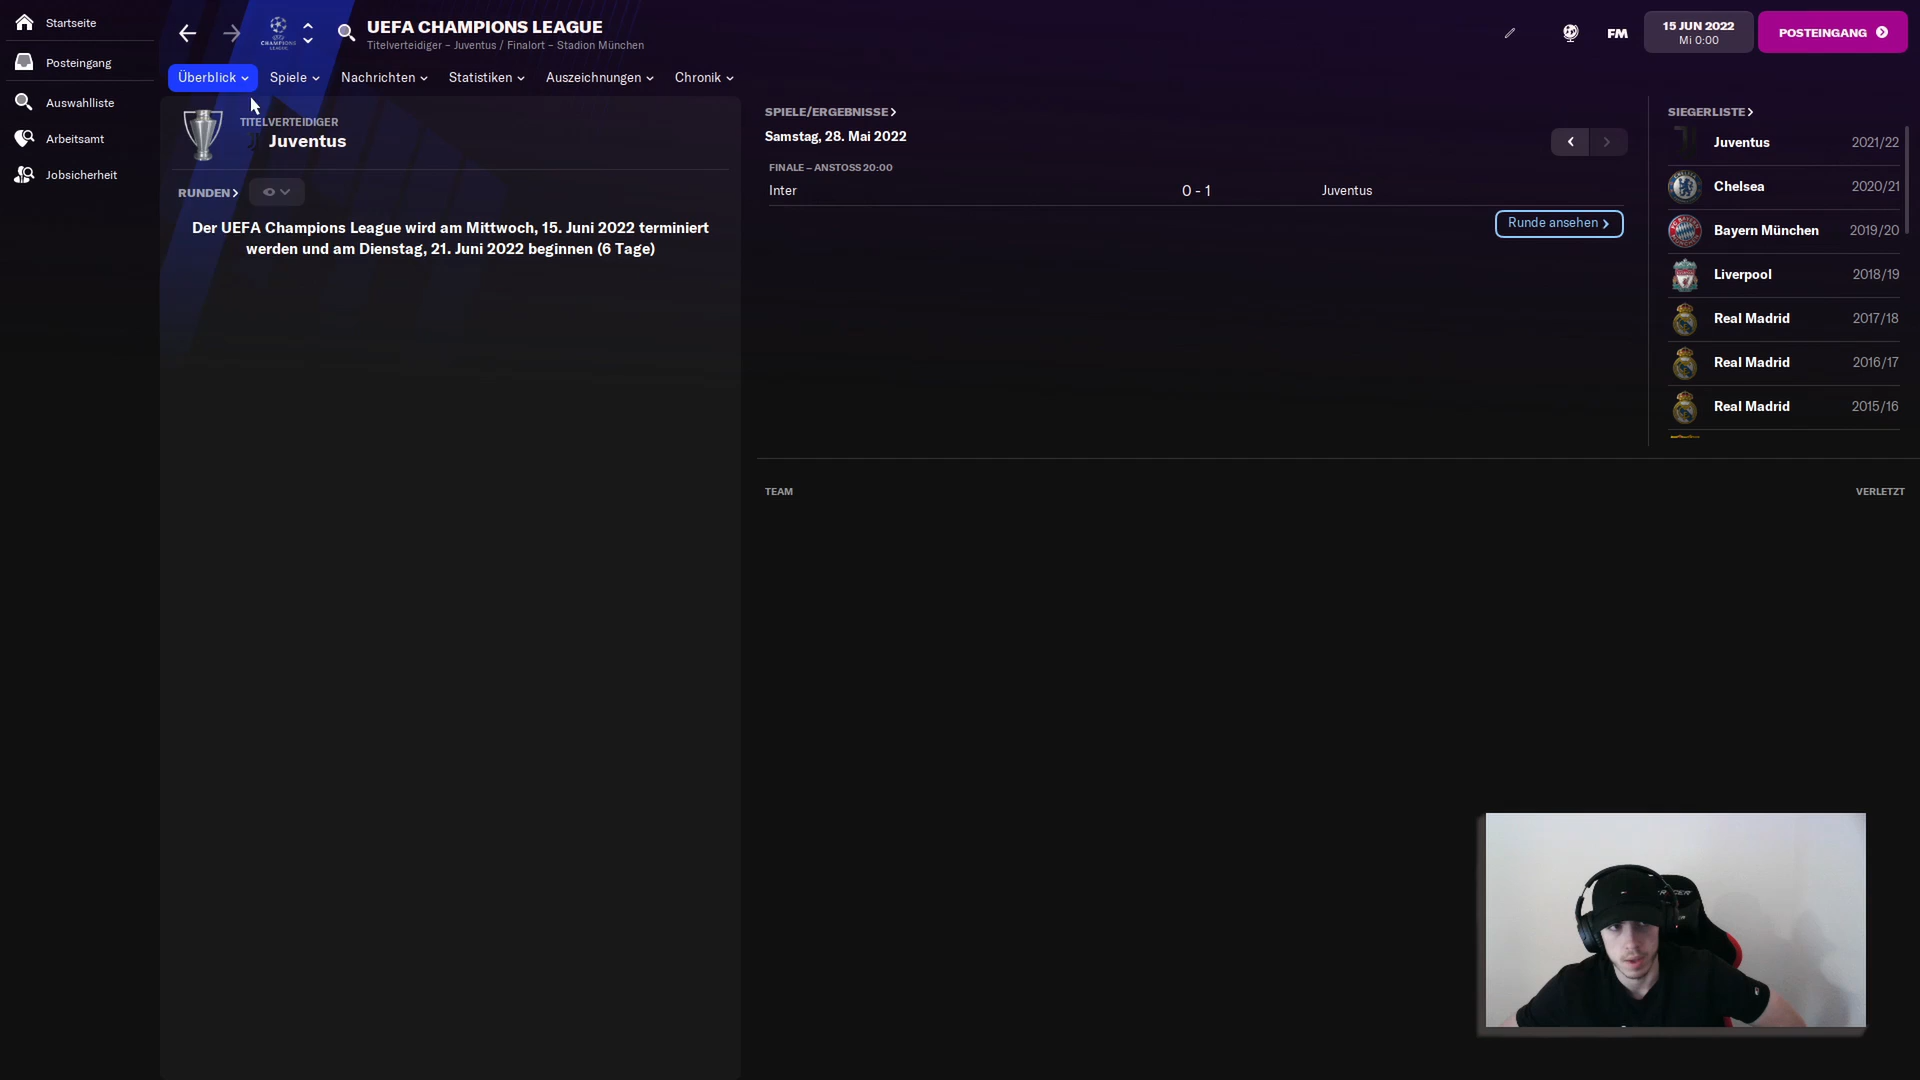 Startseite
Posteingang
Auswahlliste
Arbeitsamt
Jobsicherheit
CHAMPIONS
LEAGUE
UEFA CHAMPIONS LEAGUE
Titelverteidiger – Juventus / Finalort – Stadion München
FM
15 JUN 2022
Mi 0:00
POSTEINGANG
Überblick
Spiele
Nachrichten
Statistiken
Auszeichnungen
Chronik
TITELVERTEIDIGER
Juventus
RUNDEN
Der UEFA Champions League wird am Mittwoch, 15. Juni 2022 terminiert
werden und am Dienstag, 21. Juni 2022 beginnen (6 Tage)
SPIELE/ERGEBNISSE
Samstag, 28. Mai 2022
FINALE – ANSTOSS 20:00
Inter 0 - 1 Juventus
Runde ansehen
SIEGERLISTE
Juventus 2021/22
Chelsea 2020/21
Bayern München 2019/20
Liverpool 2018/19
Real Madrid 2017/18
Real Madrid 2016/17
Real Madrid 2015/16
TEAM
VERLETZT